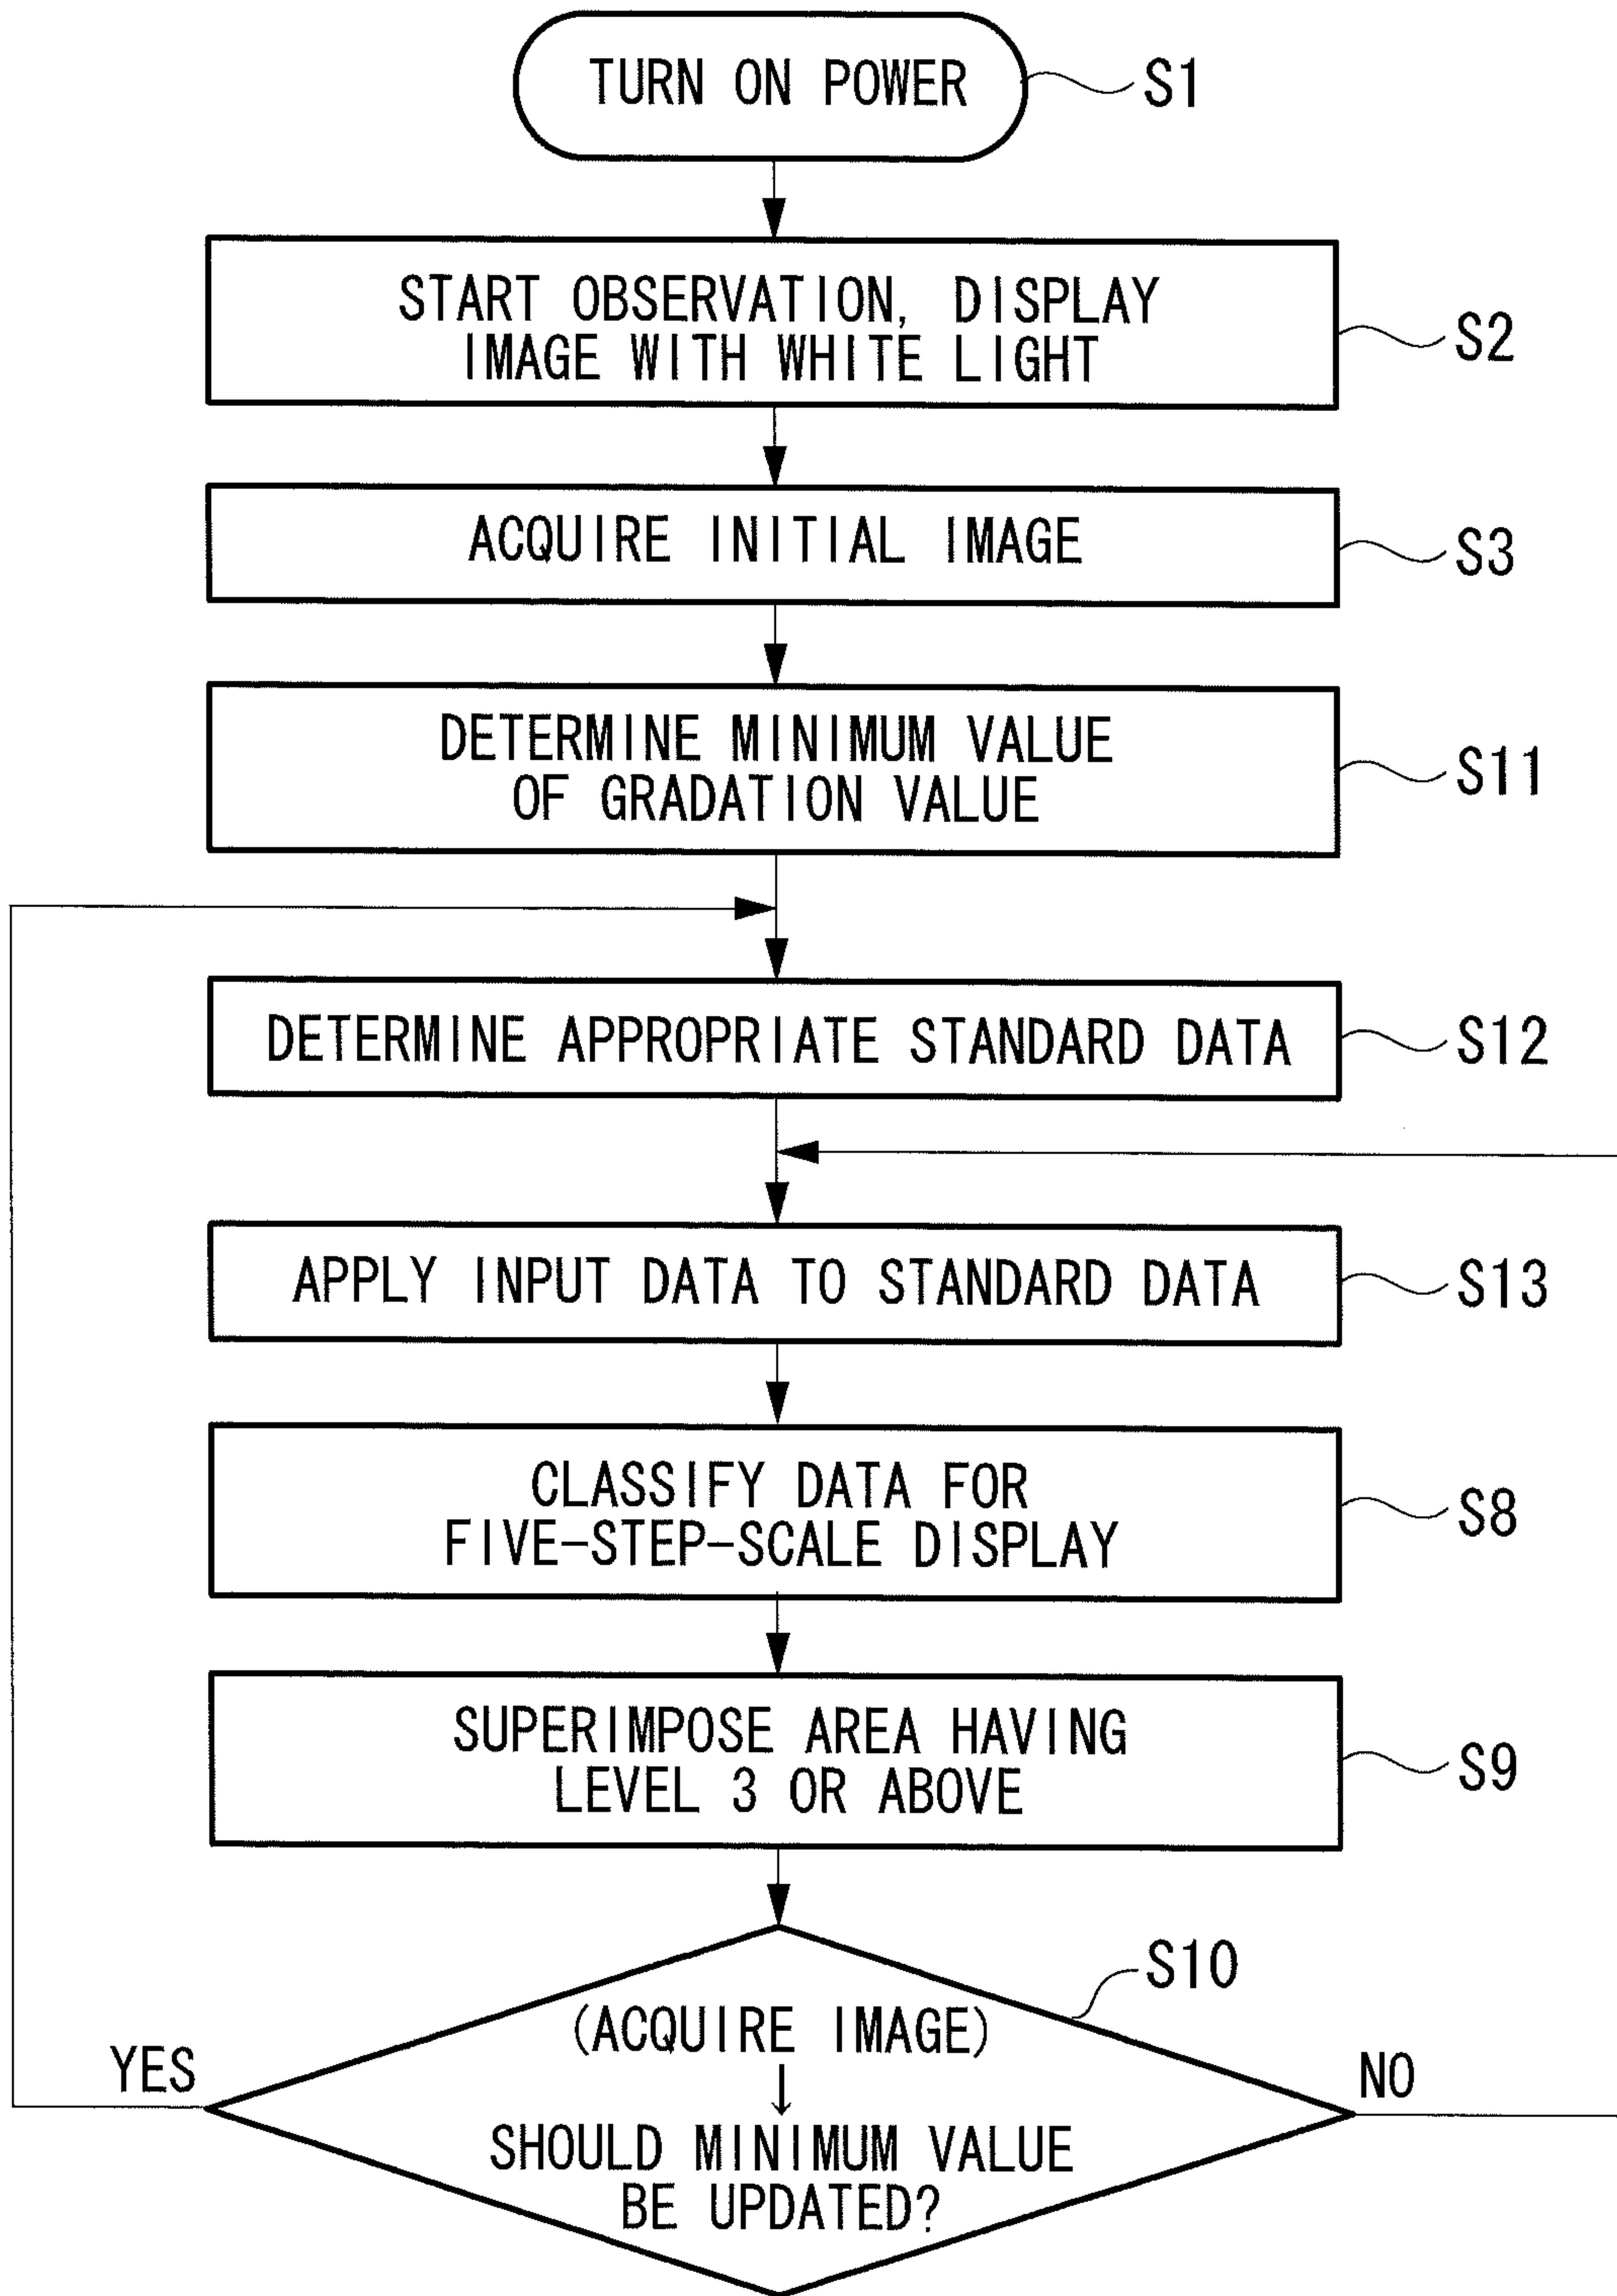 TURN ON POWER
S1
START OBSERVATION, DISPLAY
IMAGE WITH WHITE LIGHT
S2
ACQUIRE INITIAL IMAGE
S3
DETERMINE MINIMUM VALUE
OF GRADATION VALUE
S11
DETERMINE APPROPRIATE STANDARD DATA
S12
APPLY INPUT DATA TO STANDARD DATA
S13
CLASSIFY DATA FOR
FIVE-STEP-SCALE DISPLAY
S8
SUPERIMPOSE AREA HAVING
LEVEL 3 OR ABOVE
S9
S10
(ACQUIRE IMAGE)
↓
YES
NO
SHOULD MINIMUM VALUE
BE UPDATED?